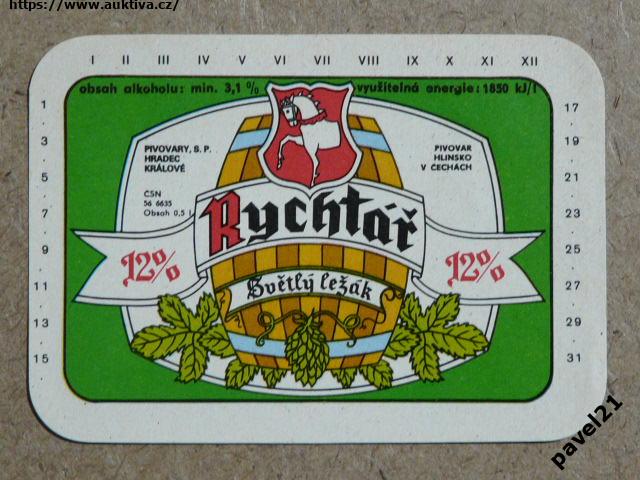 https://www.auktiva.cz/
I II III IV V VI VII VIII IX X XI XII
obsah alkoholu: min. 3,1 % využitelná energie: 1850 kJ/l
1 17
3 19
5 21
7 23
9 25
11 27
13 29
15 31
PIVOVARY, S. P.
HRADEC
KRÁLOVÉ
ČSN
56 6635
Obsah 0,5 l
PIVOVAR
HLINSKO
V ČECHÁCH
Rychtář
12% 12%
Světlý ležák
pavel21